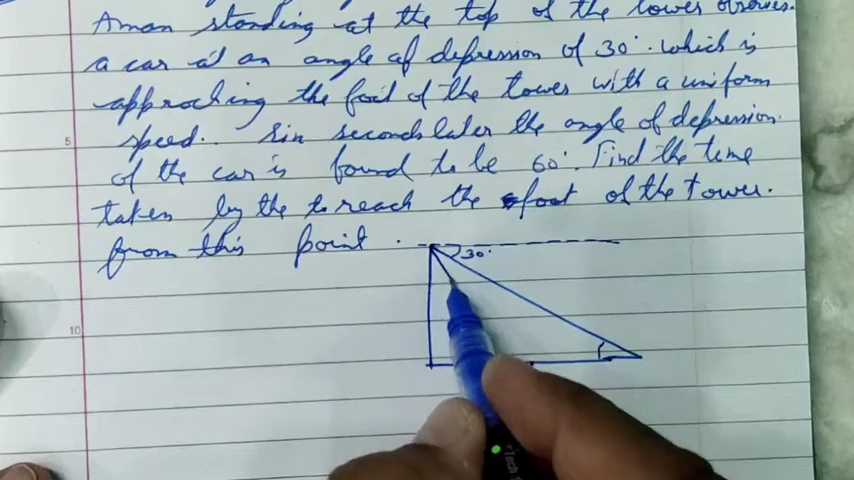 Aman standing at the top of the tower observes.
a car at an angle of depression of 30°. which is
approaching the foot of the tower with a uniform
speed. Six seconds later the angle of depression
of the car is found to be 60°. Find the time
taken by the to reach the foot of the tower.
from this point.
30°
5
10